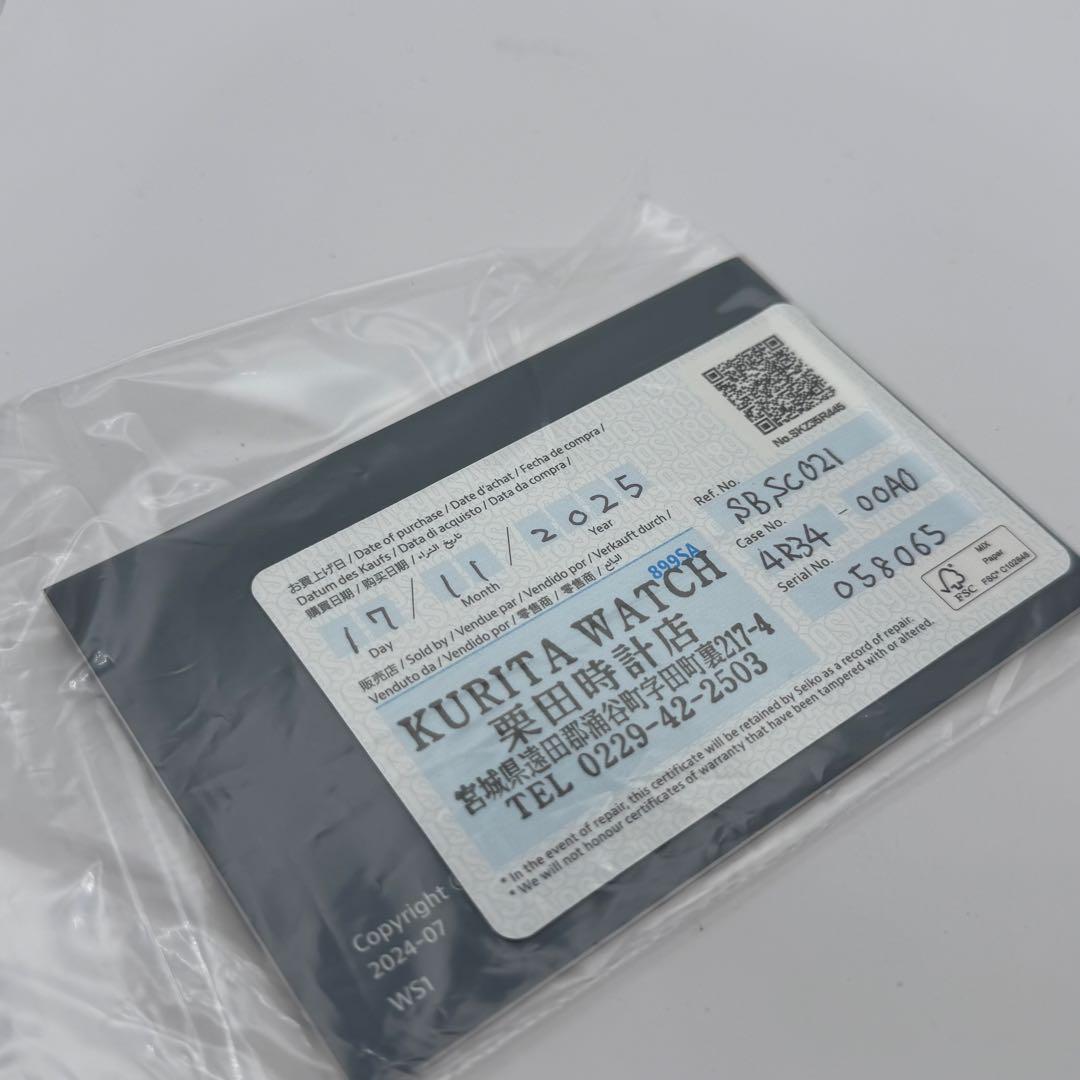 No.SKZ35R445
お買上げ日 / Date of purchase / Date d'achat / Fecha de compra /
Datum des Kaufs / Data di acquisto / Data da compra /
購買日期 / 购买日期 / تاريخ الشراء
17 / 11 / 2025
Day Month Year
Ref. No.
SBSC021
Case No.
4R34 - 00A0
Serial No.
058065
販売店 / Sold by / Vendue par / Vendido por / Verkauft durch /
Venduto da / Vendido por / 零售商 / 零售商 / البائع
899SA
KURITA WATCH
栗田時計店
宮城県遠田郡涌谷町字田町裏217-4
TEL 0229-42-2503
MIX
Paper
FSC® C102848
FSC
* In the event of repair, this certificate will be retained by Seiko as a record of repair.
* We will not honour certificates of warranty that have been tampered with or altered.
Copyright ©
2024-07
WS1